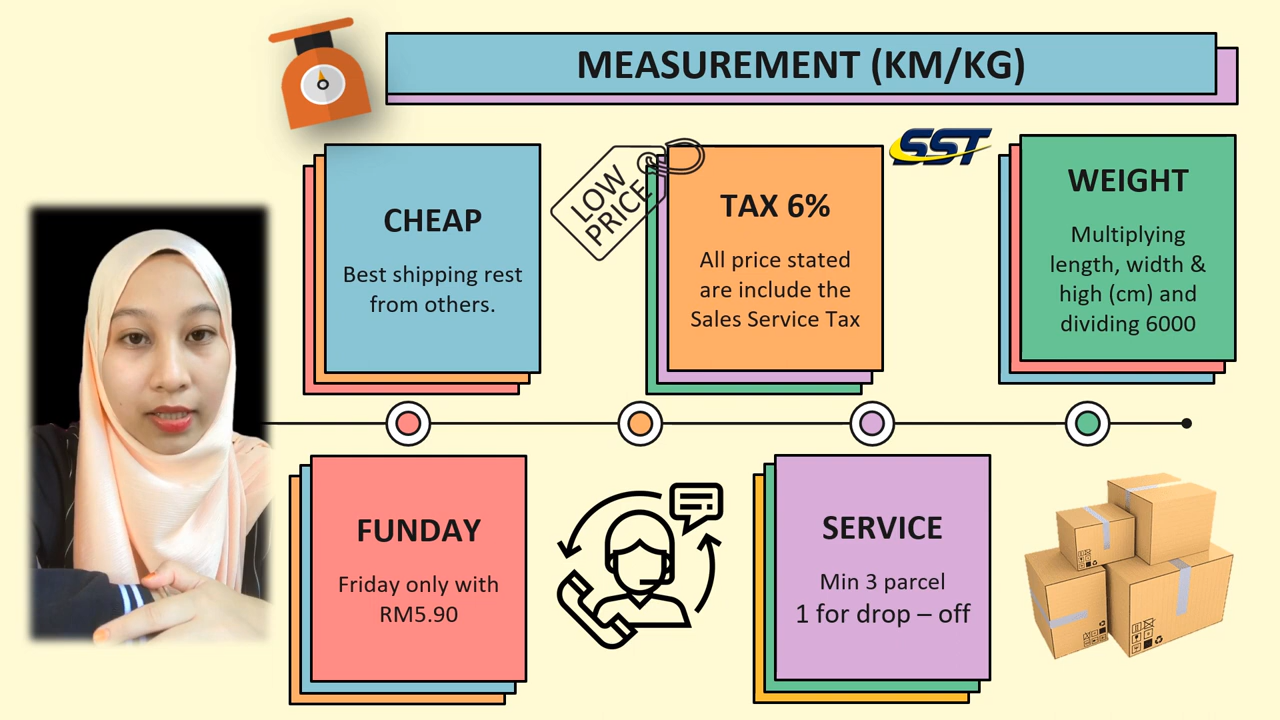 MEASUREMENT (KM/KG)
CHEAP
Best shipping rest
from others.
LOW
PRICE
TAX 6%
All price stated
are include the
Sales Service Tax
SST
WEIGHT
Multiplying
length, width &
high (cm) and
dividing 6000
FUNDAY
Friday only with
RM5.90
SERVICE
Min 3 parcel
1 for drop – off